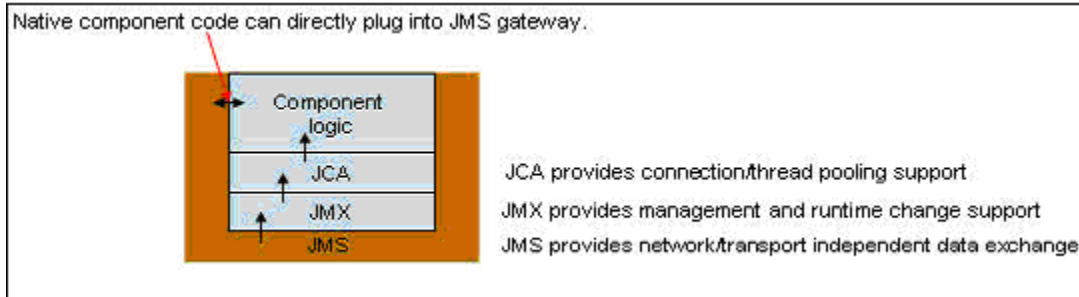 Native component code can directly plug into JMS gateway.
Component
logic
JCA
JCA provides connection/thread pooling support
JMX
JMX provides management and runtime change support
JMS
JMS provides network/transport independent data exchange